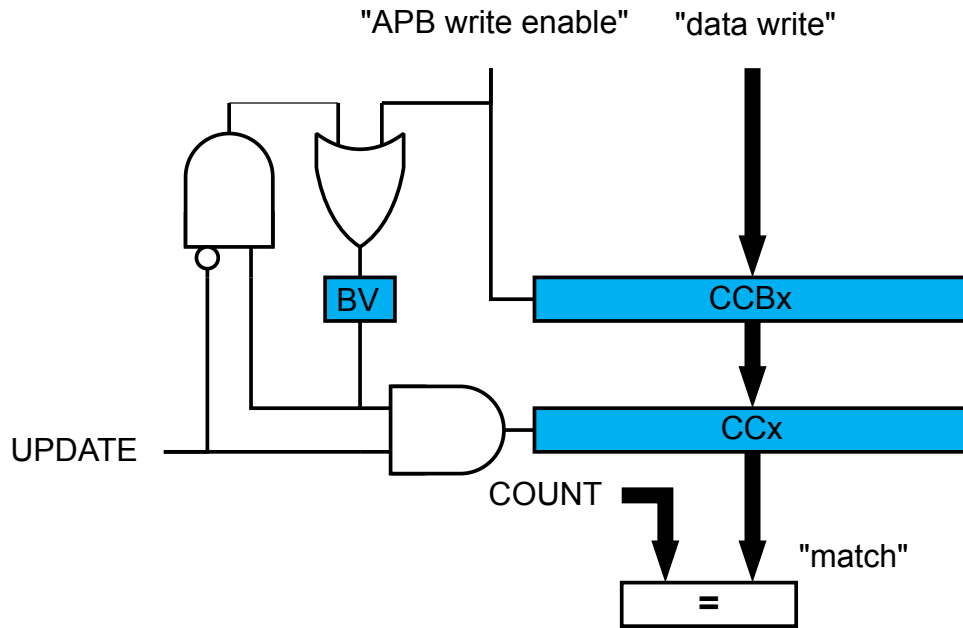 "APB write enable"
"data write"
BV
CCBx
CCx
UPDATE
COUNT
"match"
=